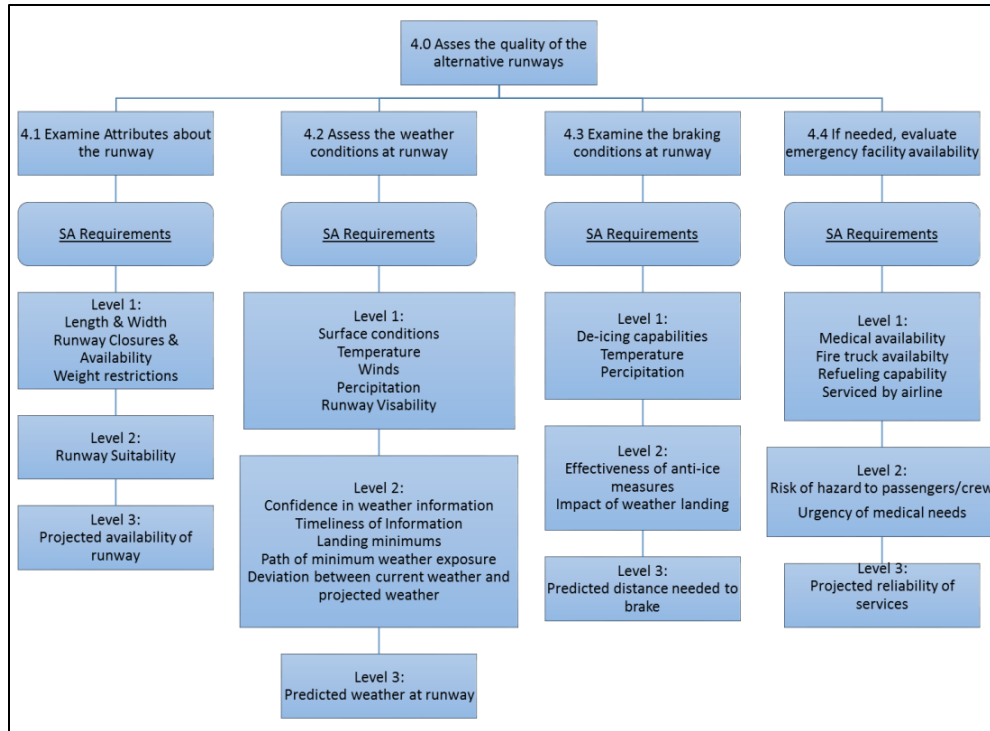 4.0 Asses the quality of the
alternative runways
4.1 Examine Attributes about
the runway
SA Requirements
Level 1:
Length & Width
Runway Closures &
Availability
Weight restrictions
Level 2:
Runway Suitability
Level 3:
Projected availability of
runway
4.2 Assess the weather
conditions at runway
SA Requirements
Level 1:
Surface conditions
Temperature
Winds
Percipitation
Runway Visability
Level 2:
Confidence in weather information
Timeliness of Information
Landing minimums
Path of minimum weather exposure
Deviation between current weather and
projected weather
Level 3:
Predicted weather at runway
4.3 Examine the braking
conditions at runway
SA Requirements
Level 1:
De-icing capabilities
Temperature
Percipitation
Level 2:
Effectiveness of anti-ice
measures
Impact of weather landing
Level 3:
Predicted distance needed to
brake
4.4 If needed, evaluate
emergency facility availability
SA Requirements
Level 1:
Medical availability
Fire truck availabilty
Refueling capability
Serviced by airline
Level 2:
Risk of hazard to passengers/crew
Urgency of medical needs
Level 3:
Projected reliability of
services